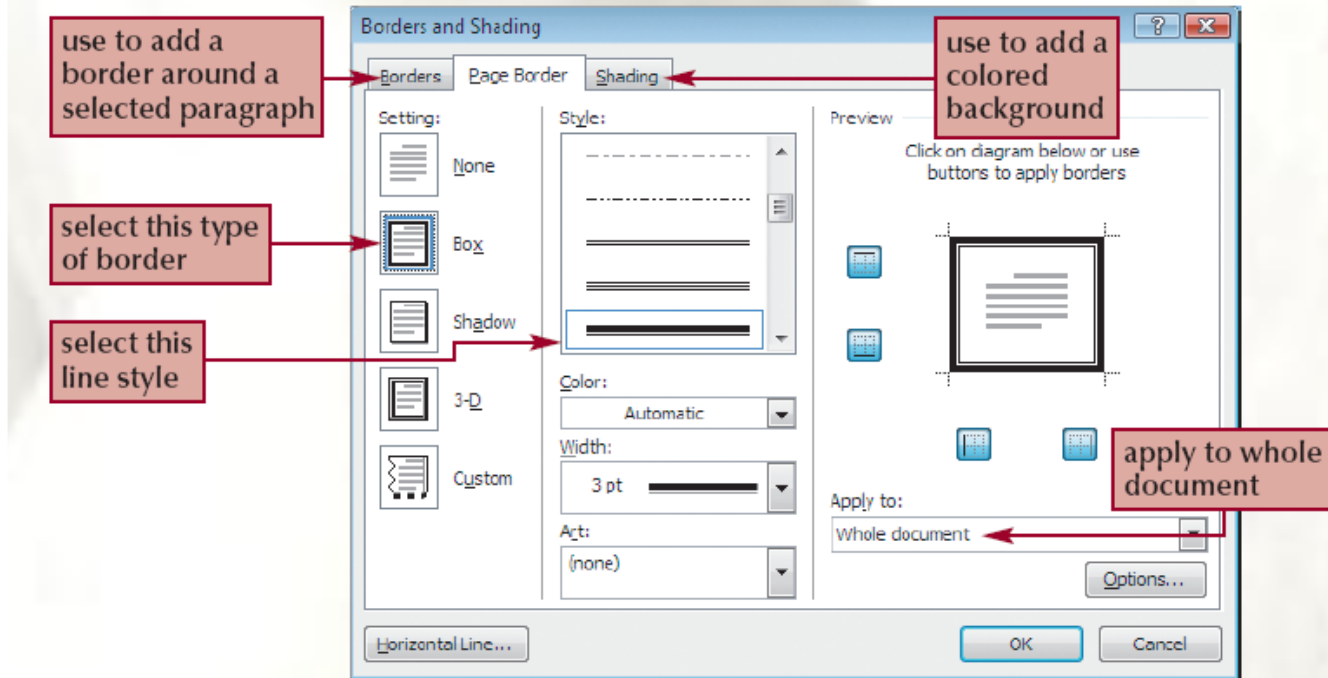 Borders and Shading
use to add a
border around a
selected paragraph
use to add a
colored
background
Borders
Page Border
Shading
Setting:
None
select this type
of border
Box
Shadow
select this
line style
3-D
Custom
Style:
Color:
Automatic
Width:
3 pt
Art:
(none)
Preview
Click on diagram below or use
buttons to apply borders
apply to whole
document
Apply to:
Whole document
Options...
Horizontal Line...
OK
Cancel